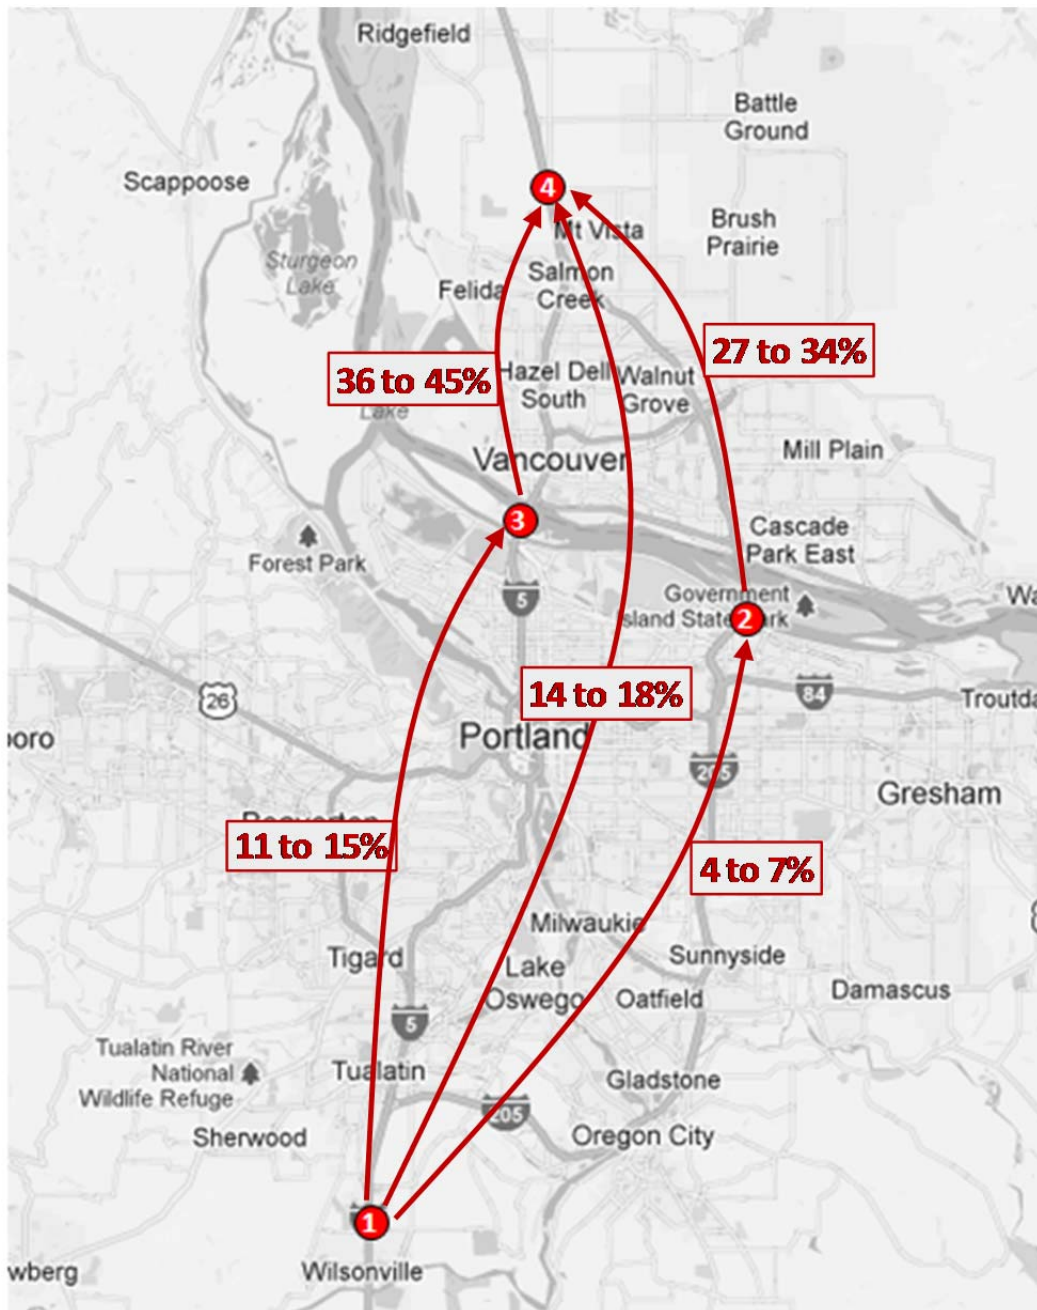 Ridgefield
Battle
Ground
Scappoose
4
Brush
Prairie
Mt Vista
Sturgeon
Lake
Salmon
Creek
Felida
27 to 34%
36 to 45%
Hazel Dell
South
Walnut
Grove
Lake
Mill Plain
Vancouver
3
Cascade
Park East
Forest Park
5
Government
Island State Park
2
26
14 to 18%
84
Portland
205
Gresham
Beaverton
11 to 15%
4 to 7%
Milwaukie
Tigard
Sunnyside
Lake
Oswego
Oatfield
Damascus
5
Tualatin River
National
Wildlife Refuge
Tualatin
Gladstone
205
Sherwood
Oregon City
1
Wilsonville